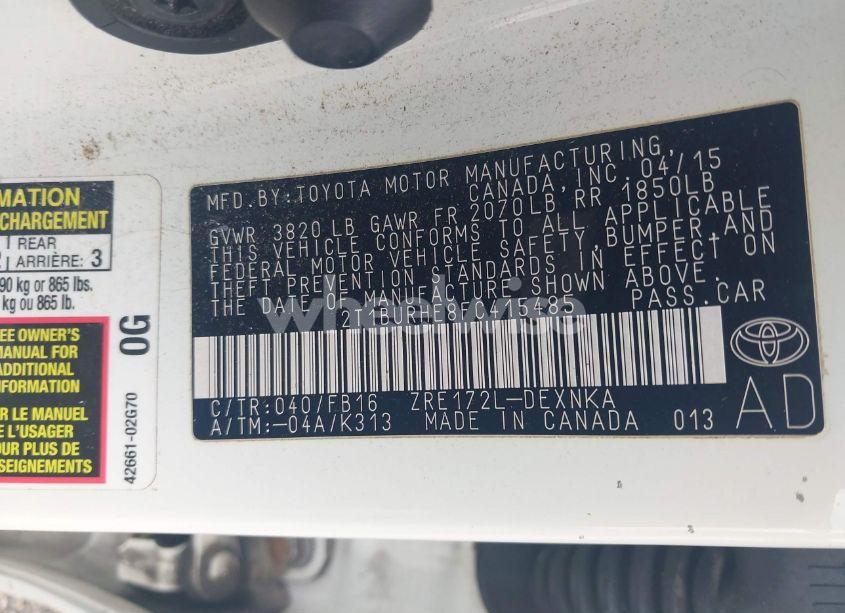 MATION
CHARGEMENT
REAR
ARRIÈRE: 3
90 kg or 865 lbs.
kg ou 865 lb.
EE OWNER'S
MANUAL FOR
ADDITIONAL
NFORMATION
R LE MANUEL
L'USAGER
OUR PLUS DE
SEIGNEMENTS
0G
42661-02G70
MFD.BY:TOYOTA MOTOR MANUFACTURING,
CANADA, INC. 04/15
GVWR 3820 LB GAWR FR 2070LB RR 1850LB
THIS VEHICLE CONFORMS TO ALL APPLICABLE
FEDERAL MOTOR VEHICLE SAFETY, BUMPER AND
THEFT PREVENTION STANDARDS IN EFFECT ON
THE DATE OF MANUFACTURE SHOWN ABOVE.
PASS.CAR
wheelwise
C/TR:040/FB16 ZRE172L-DEXNKA
A/TM:-04A/K313 MADE IN CANADA 013
AD